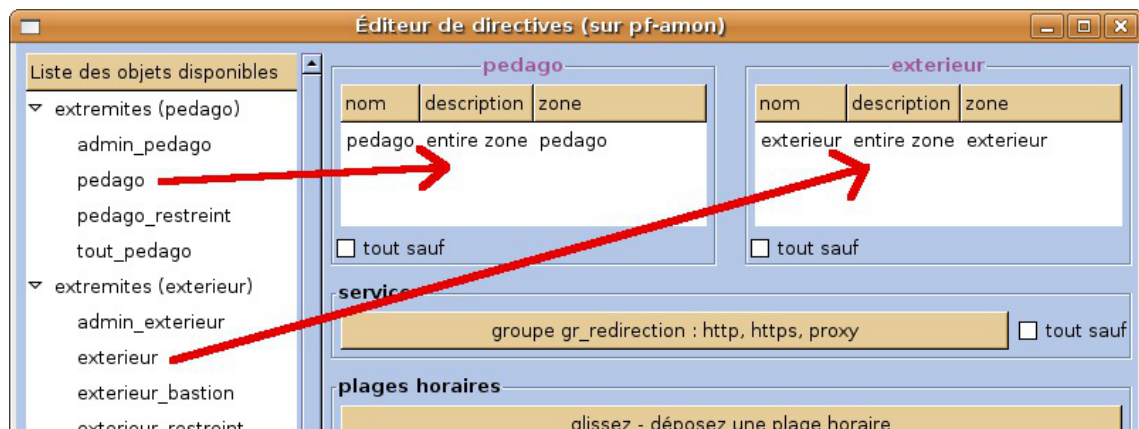 Éditeur de directives (sur pf-amon)
Liste des objets disponibles
extremites (pedago)
admin_pedago
pedago
pedago_restreint
tout_pedago
extremites (exterieur)
admin_exterieur
exterieur
exterieur_bastion
exterieur_restreint
pedago
nom description zone
pedago entire zone pedago
tout sauf
exterieur
nom description zone
exterieur entire zone exterieur
tout sauf
services
groupe gr_redirection : http, https, proxy
tout sauf
plages horaires
glissez - déposez une plage horaire